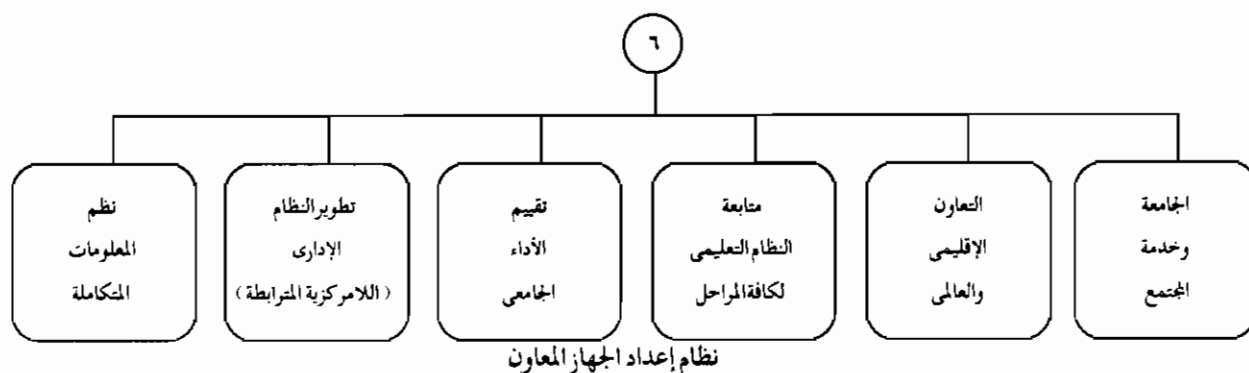 ٦
الجامعة
وخدمة
المجتمع
التعاون
الإقليمى
والعالمى
متابعة
النظام التعليمى
لكافة المراحل
تقييم
الأداء
الجامعى
تطوير النظام
الإدارى
(اللامركزية المترابطة)
نظم
المعلومات
المتكاملة
نظام إعداد الجهاز المعاون